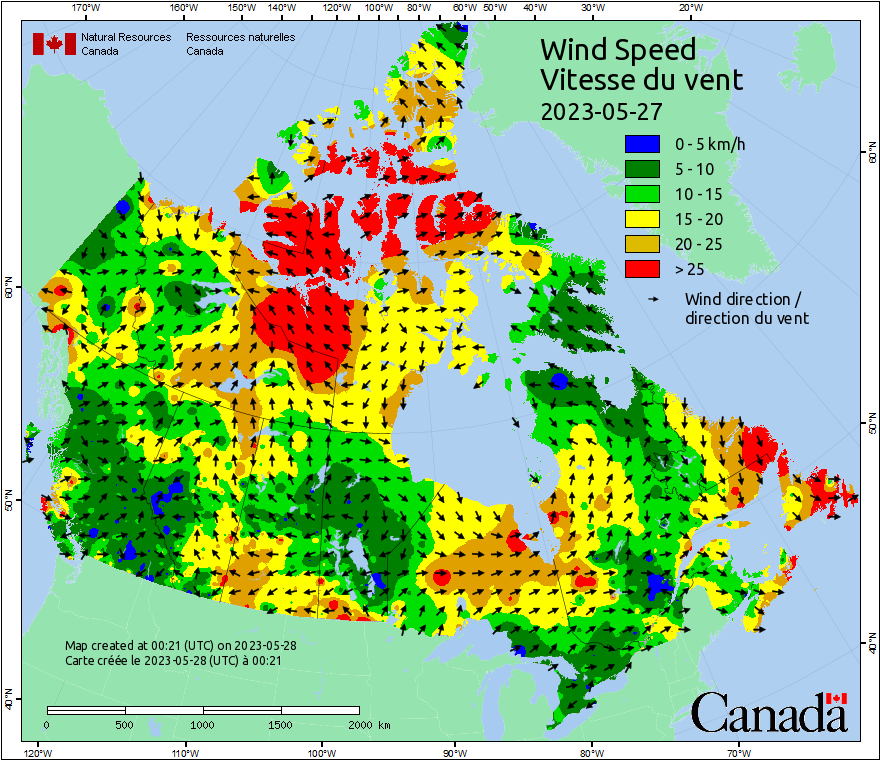 170°W 160°W 150°W 140°W 120°W 100°W 80°W 60°W 50°W 40°W 30°W 20°W
Natural Resources Ressources naturelles
Canada Canada
Wind Speed
Vitesse du vent
2023-05-27
0 - 5 km/h
5 - 10
10 - 15
15 - 20
20 - 25
> 25
Wind direction /
direction du vent
60°N
60°N
50°N
50°N
40°N
40°N
Map created at 00:21 (UTC) on 2023-05-28
Carte créée le 2023-05-28 (UTC) à 00:21
0 500 1000 1500 2000 km
Canada
120°W 110°W 100°W 90°W 80°W 70°W